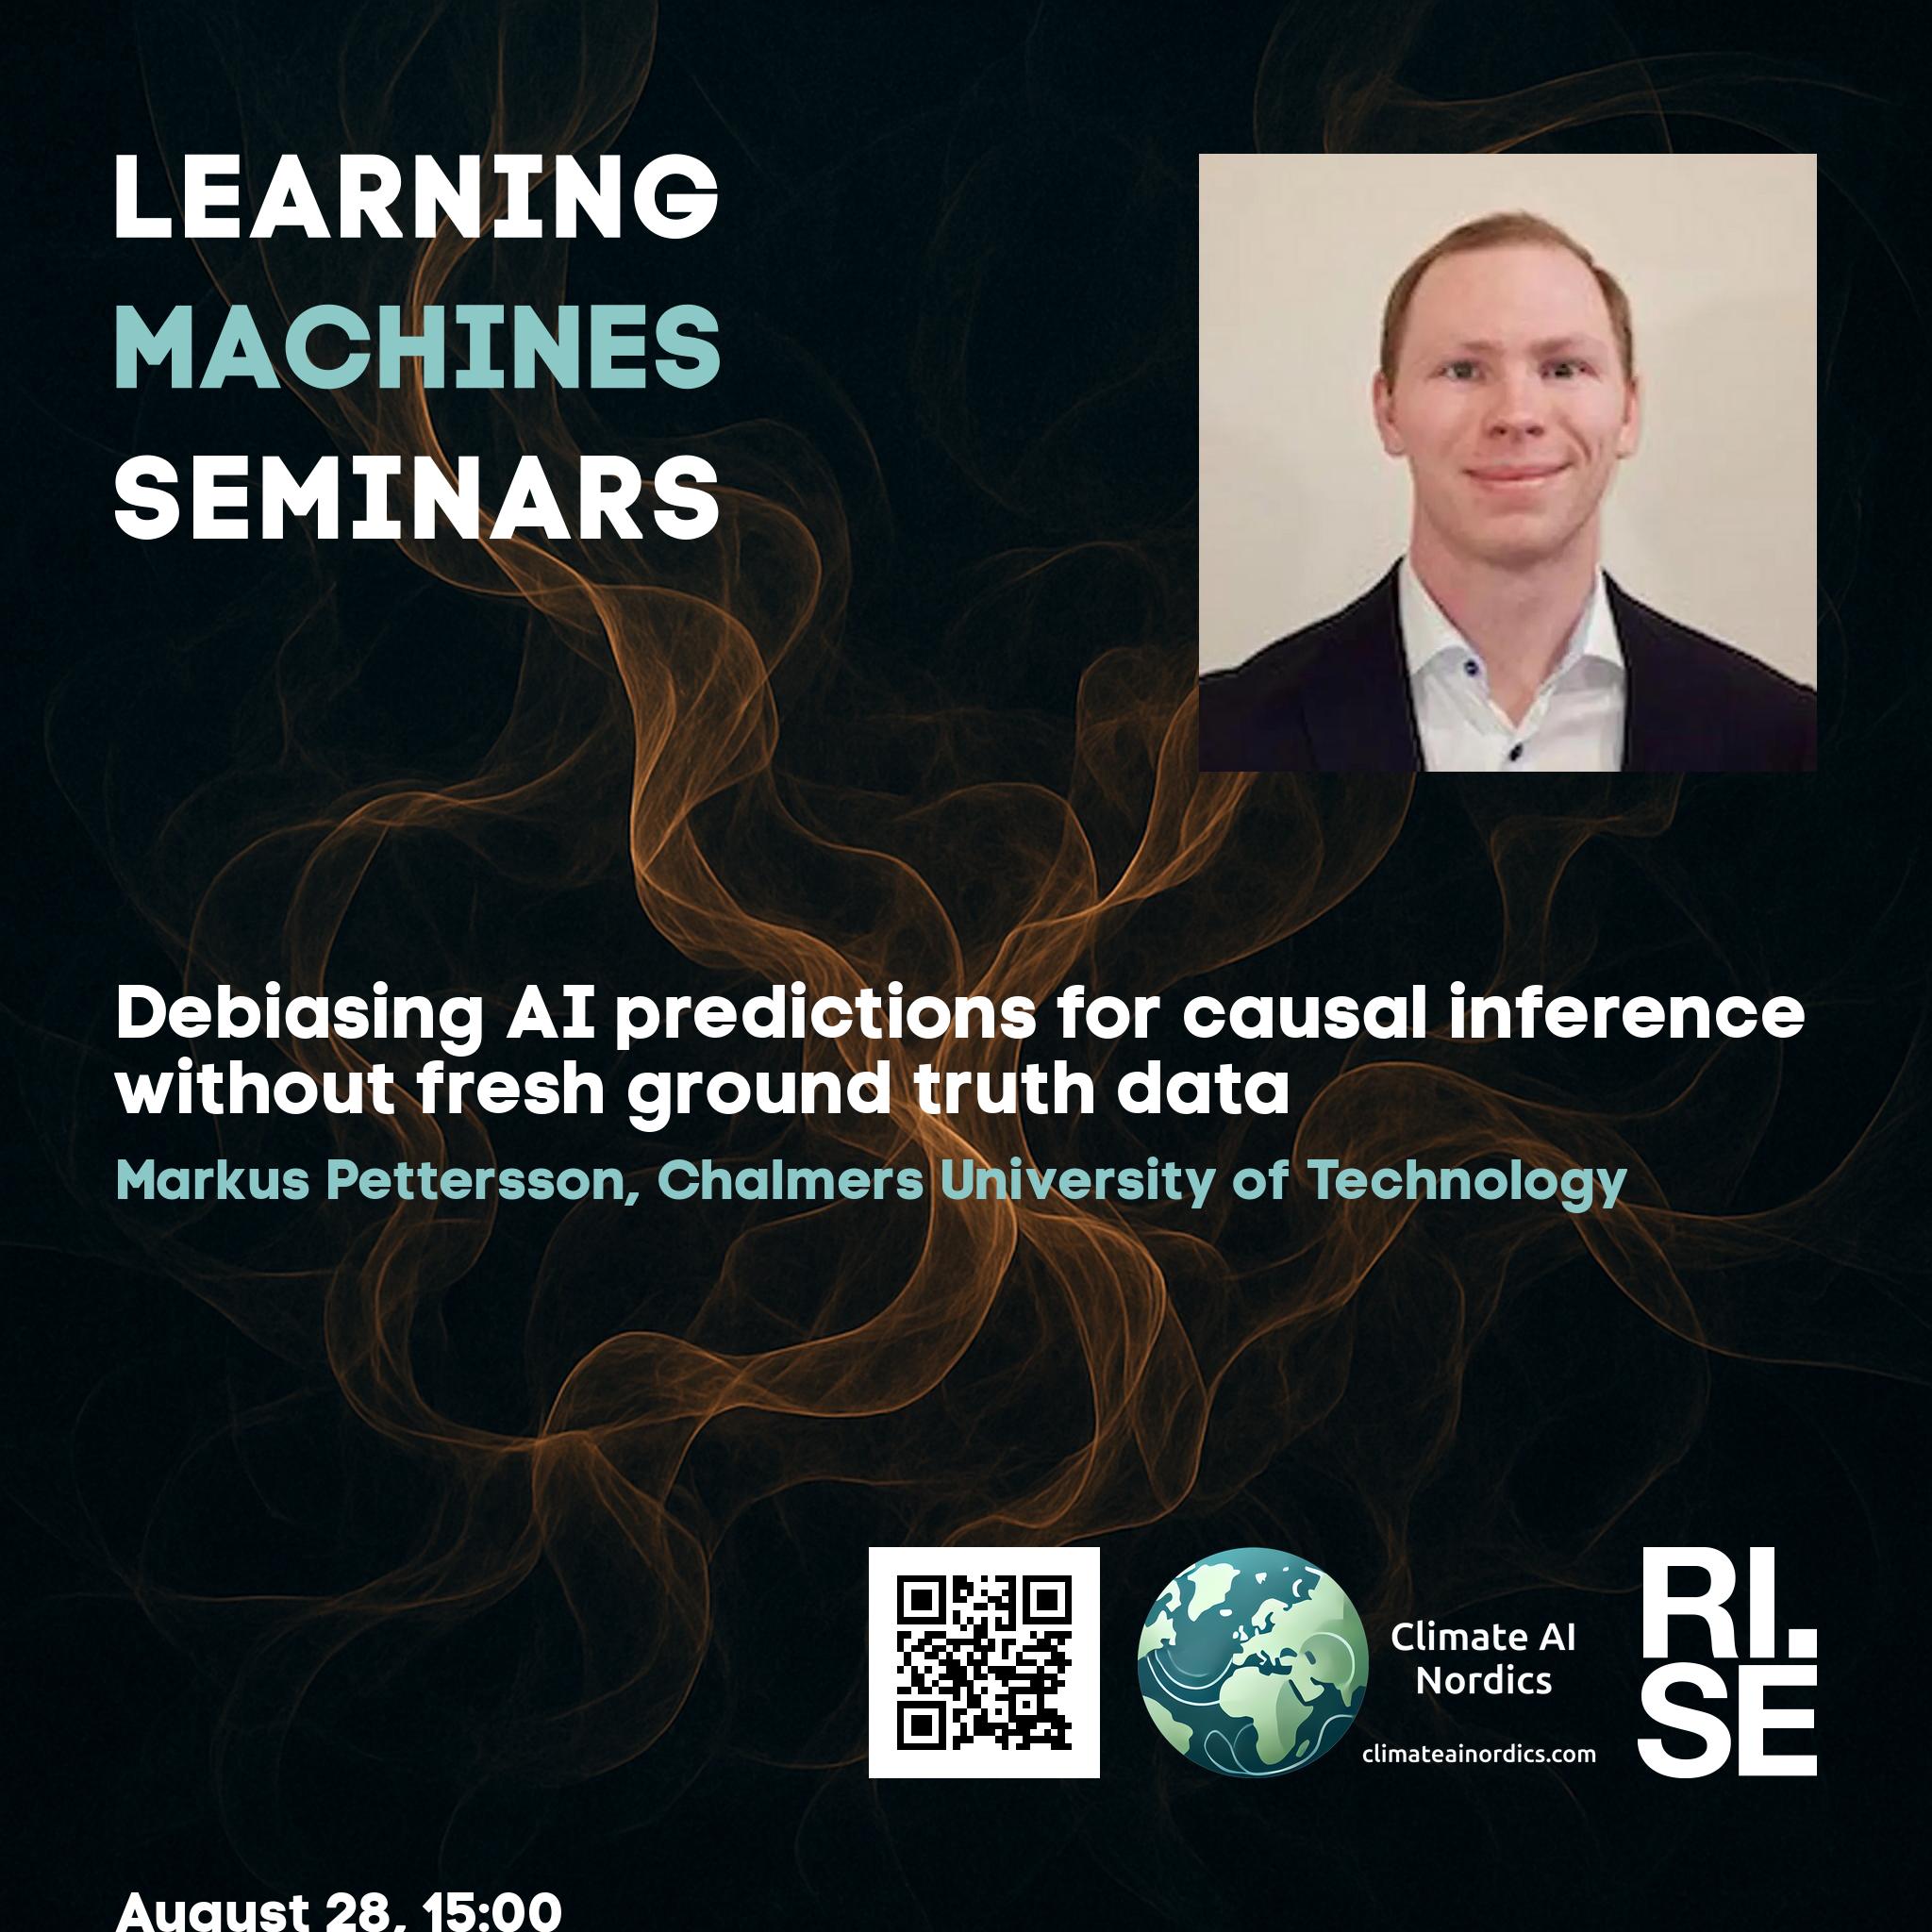 LEARNING
MACHINES
SEMINARS
Debiasing AI predictions for causal inference
without fresh ground truth data
Markus Pettersson, Chalmers University of Technology
Climate AI
Nordics
climateainordics.com
RI.
SE
August 28, 15:00